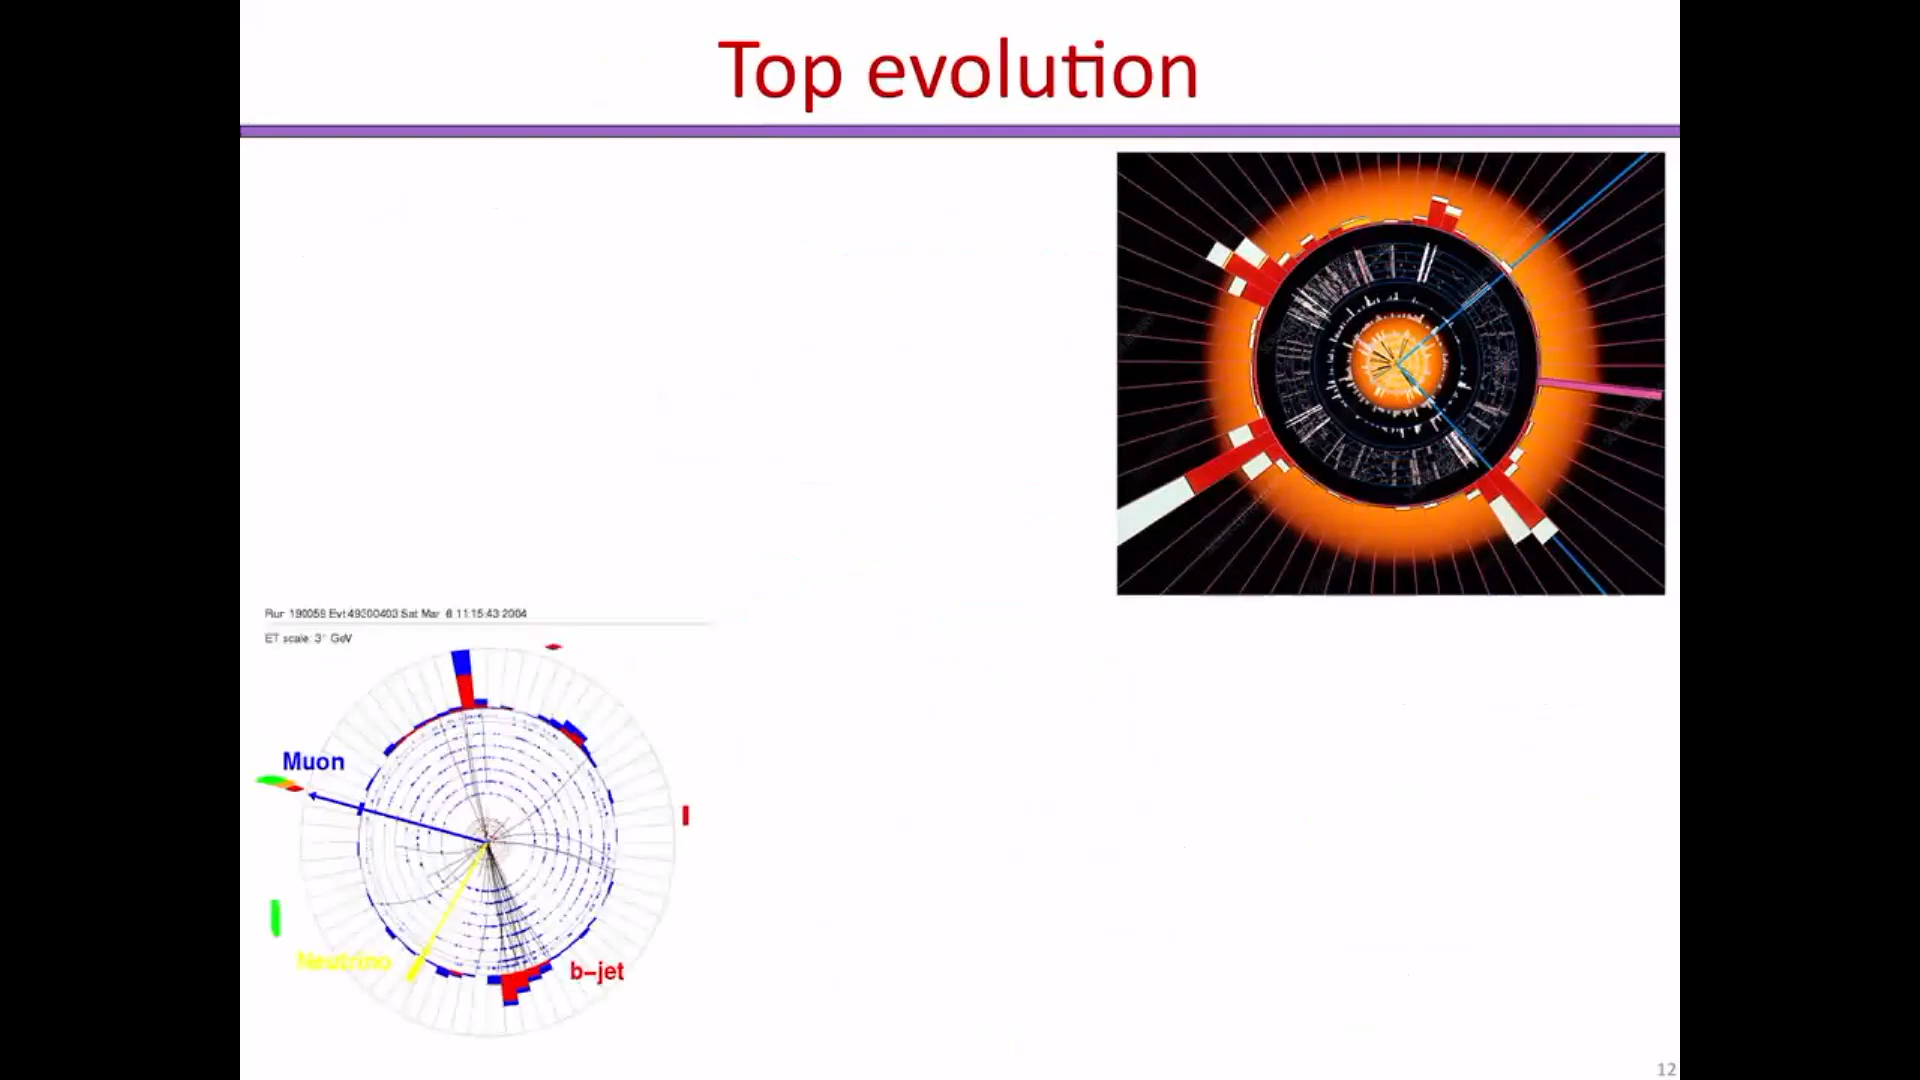 Top evolution
Run 190059 Evt 49300403 Sat Mar 6 11:15:43 2004
ET scale: 3 GeV
Muon
Neutrino
b-jet
12